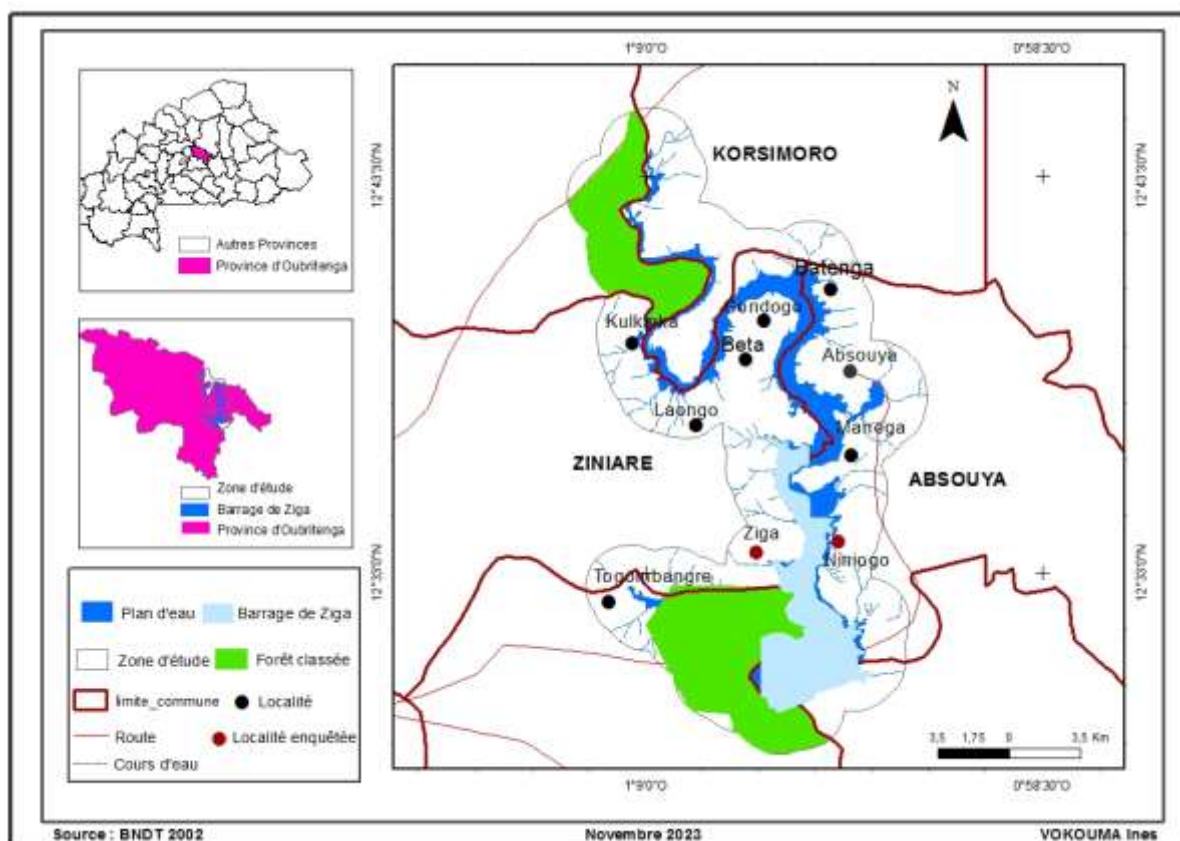 Autres Provinces
Province d'Oubritenga
Zone d'étude
Barrage de Ziga
Province d'Oubritenga
Plan d'eau
Barrage de Ziga
Zone d'étude
Forêt classée
limite_commune
Localité
Route
Localité enquêtée
Cours d'eau
1°9'0"O
0°58'30"O
N
KORSIMORO
12°43'30"N
12°43'30"N
Batenga
Kulkinka
Beta
Absouya
Laongo
Manega
ZINIARE
ABSOUYA
Ziga
Nimogo
Togombangre
12°33'0"N
12°33'0"N
3,5 1,75 0 3,5 Km
1°9'0"O
0°58'30"O
Source : BNDT 2002
Novembre 2023
VOKOUMA Ines